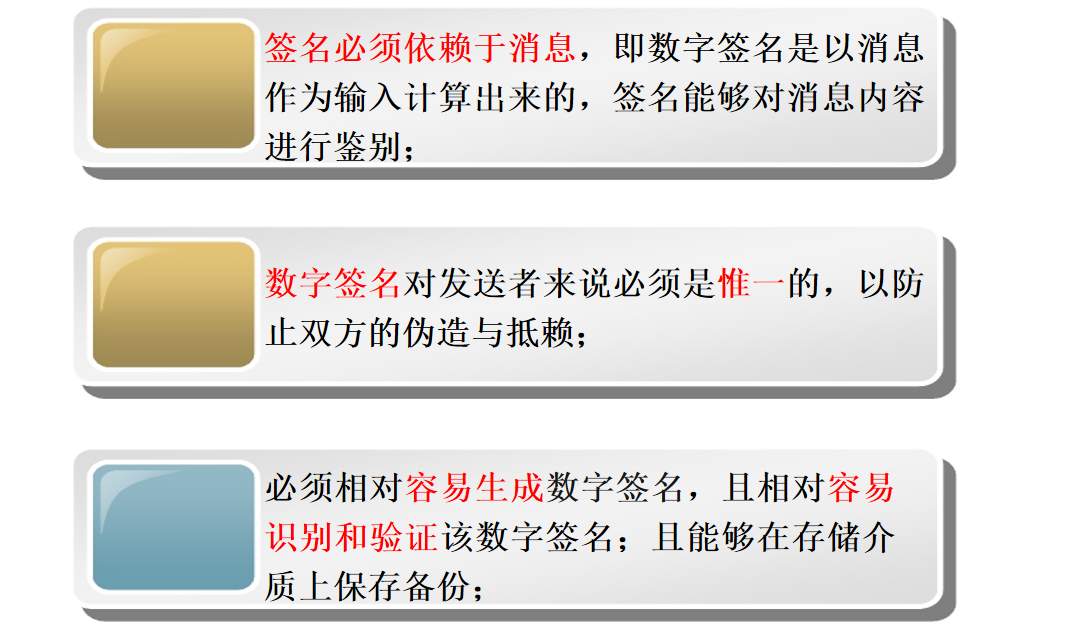 签名必须依赖于消息，即数字签名是以消息
作为输入计算出来的，签名能够对消息内容
进行鉴别；
数字签名对发送者来说必须是惟一的，以防
止双方的伪造与抵赖；
必须相对容易生成数字签名，且相对容易
识别和验证该数字签名；且能够在存储介
质上保存备份；